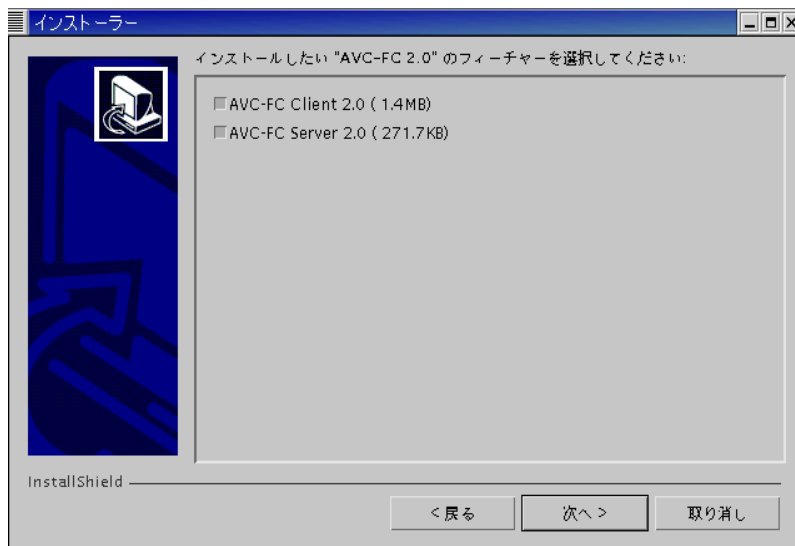 インストーラー
インストールしたい "AVC-FC 2.0" のフィーチャーを選択してください:
AVC-FC Client 2.0 ( 1.4MB)
AVC-FC Server 2.0 ( 271.7KB)
InstallShield
< 戻る
次へ >
取り消し